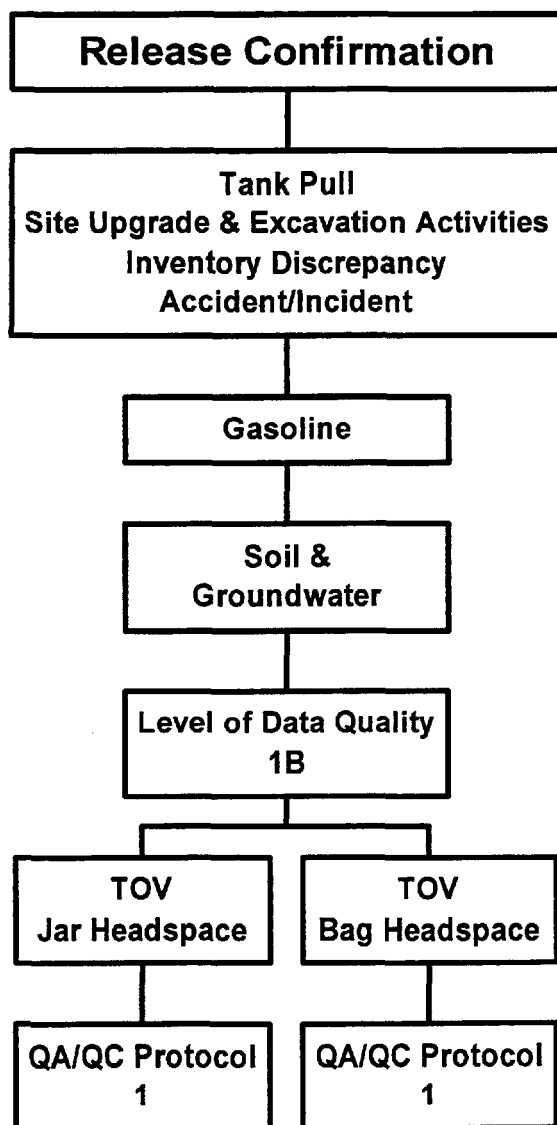 Release Confirmation
Tank Pull
Site Upgrade & Excavation Activities
Inventory Discrepancy
Accident/Incident
Gasoline
Soil &
Groundwater
Level of Data Quality
1B
TOV
Jar Headspace
TOV
Bag Headspace
QA/QC Protocol
1
QA/QC Protocol
1